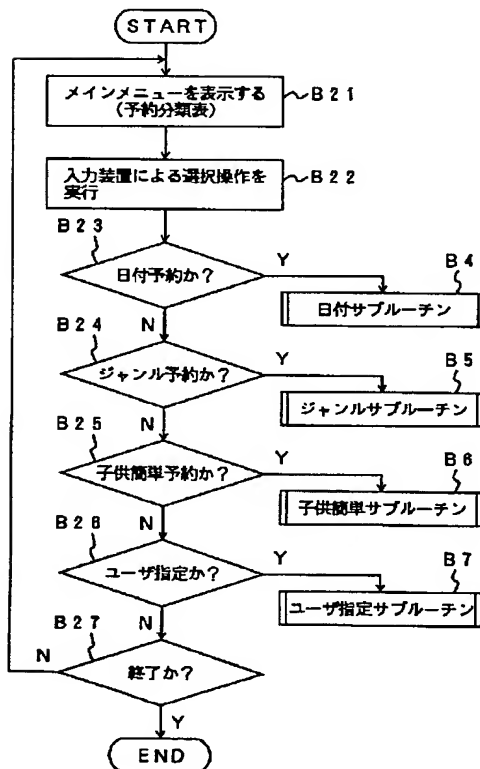 START
メインメニューを表示する
(予約分類表)
B21
入力装置による選択操作を
実行
B22
B23
日付予約か?
Y
N
B4
日付サブルーチン
B24
ジャンル予約か?
Y
N
B5
ジャンルサブルーチン
B25
子供簡単予約か?
Y
N
B6
子供簡単サブルーチン
B26
ユーザ指定か?
Y
N
B7
ユーザ指定サブルーチン
B27
N
終了か?
Y
END